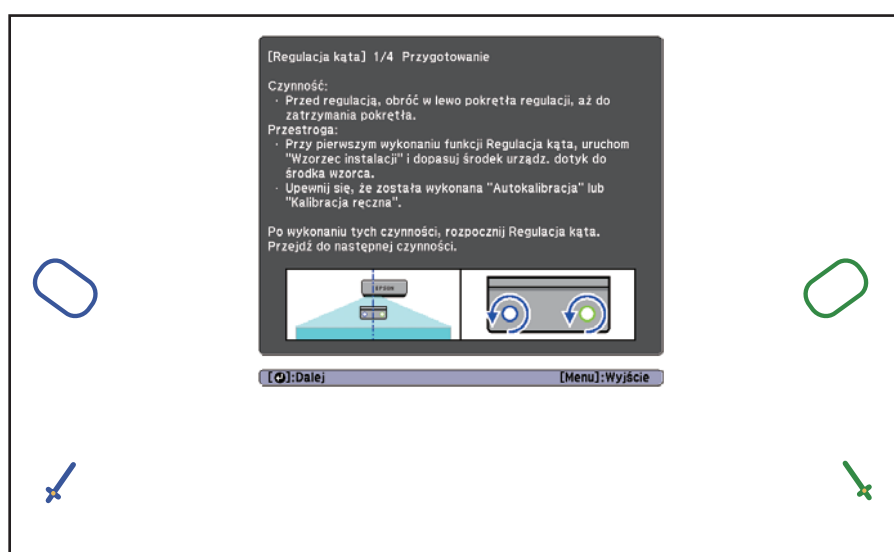 [Regulacja kąta] 1/4 Przygotowanie
Czynność:
· Przed regulacją, obróć w lewo pokrętła regulacji, aż do
zatrzymania pokrętła.
Przestroga:
· Przy pierwszym wykonaniu funkcji Regulacja kąta, uruchom
"Wzorzec instalacji" i dopasuj środek urządz. dotyk do
środka wzorca.
· Upewnij się, że została wykonana "Autokalibracja" lub
"Kalibracja ręczna".
Po wykonaniu tych czynności, rozpocznij Regulacja kąta.
Przejdź do następnej czynności.
EPSON
[⏎]:Dalej [Menu]:Wyjście